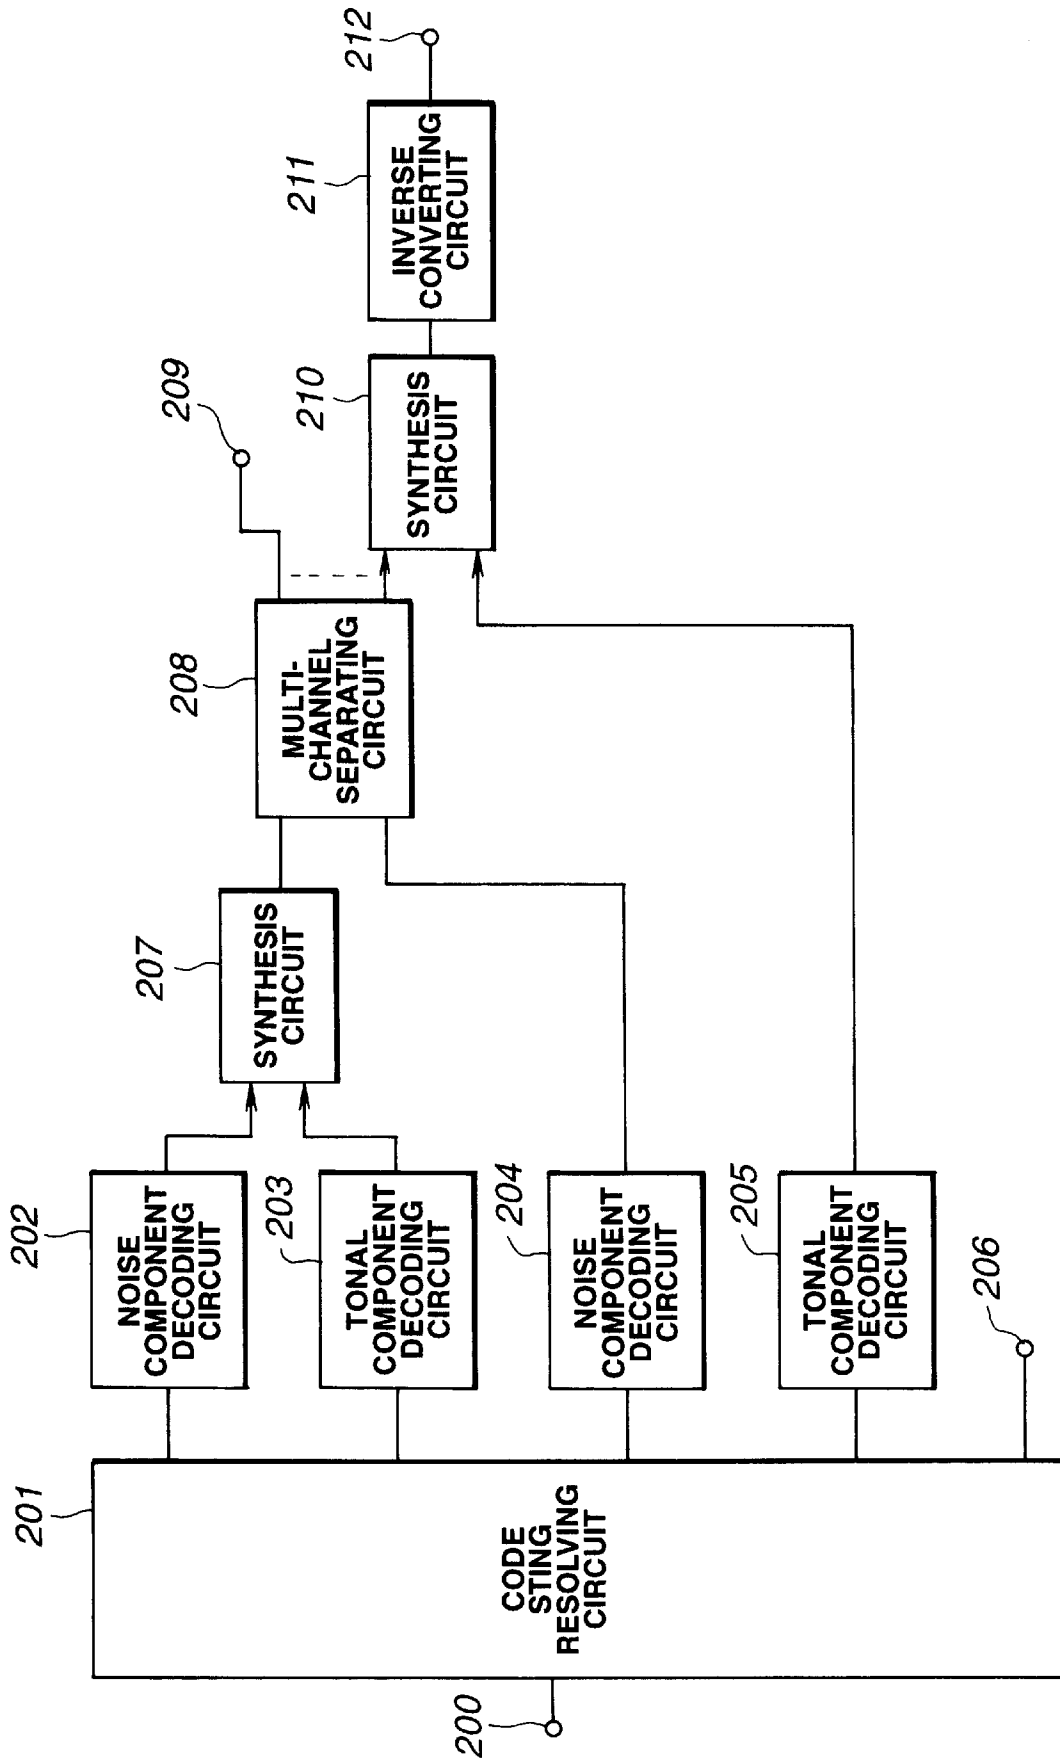 200
201
CODE
STING
RESOLVING
CIRCUIT
202
NOISE
COMPONENT
DECODING
CIRCUIT
203
TONAL
COMPONENT
DECODING
CIRCUIT
204
NOISE
COMPONENT
DECODING
CIRCUIT
205
TONAL
COMPONENT
DECODING
CIRCUIT
206
207
SYNTHESIS
CIRCUIT
208
MULTI-
CHANNEL
SEPARATING
CIRCUIT
209
210
SYNTHESIS
CIRCUIT
211
INVERSE
CONVERTING
CIRCUIT
212